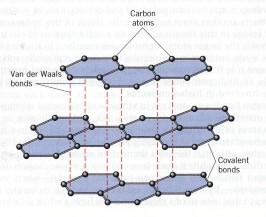 Carbon
atoms
Van der Waals
bonds
Covalent
bonds